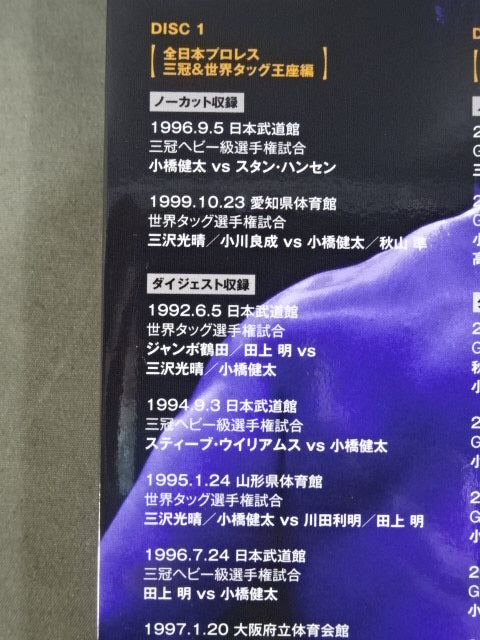 DISC 1
【全日本プロレス
三冠&世界タッグ王座編】
ノーカット収録
1996.9.5 日本武道館
三冠ヘビー級選手権試合
小橋健太 vs スタン・ハンセン
1999.10.23 愛知県体育館
世界タッグ選手権試合
三沢光晴／小川良成 vs 小橋健太／秋山 準
ダイジェスト収録
1992.6.5 日本武道館
世界タッグ選手権試合
ジャンボ鶴田／田上 明 vs
三沢光晴／小橋健太
1994.9.3 日本武道館
三冠ヘビー級選手権試合
スティーブ・ウイリアムス vs 小橋健太
1995.1.24 山形県体育館
世界タッグ選手権試合
三沢光晴／小橋健太 vs 川田利明／田上 明
1996.7.24 日本武道館
三冠ヘビー級選手権試合
田上 明 vs 小橋健太
1997.1.20 大阪府立体育会館